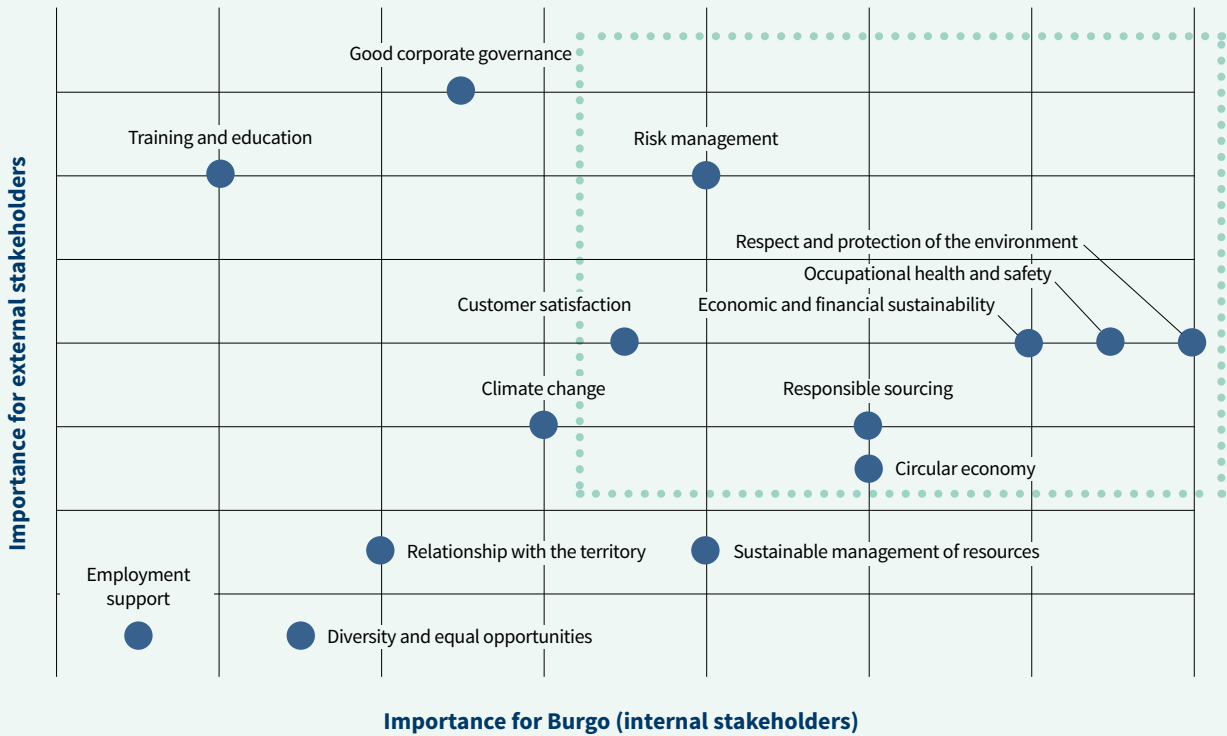 Importance for external stakeholders
Good corporate governance
Training and education
Risk management
Respect and protection of the environment
Occupational health and safety
Customer satisfaction
Economic and financial sustainability
Climate change
Responsible sourcing
Circular economy
Relationship with the territory
Sustainable management of resources
Employment
support
Diversity and equal opportunities
Importance for Burgo (internal stakeholders)